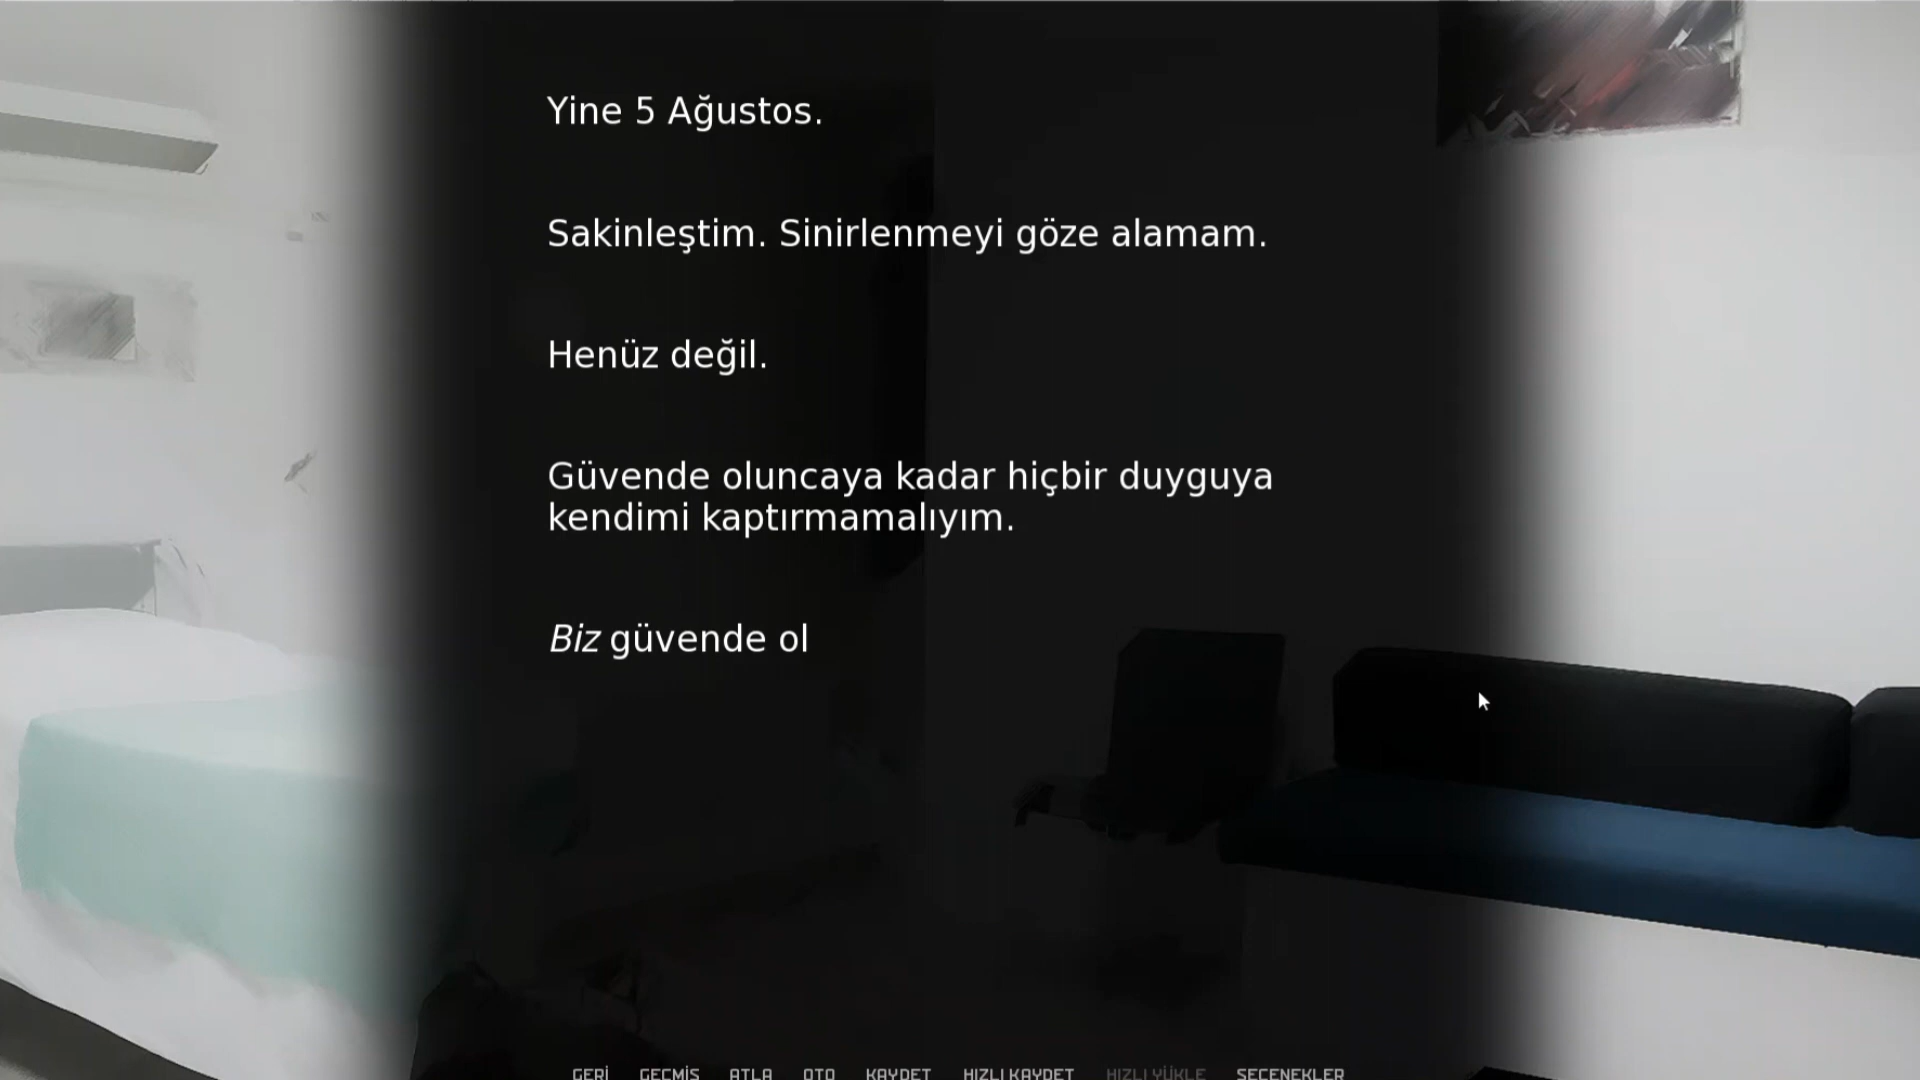 Yine 5 Ağustos.
Sakinleştim. Sinirlenmeyi göze alamam.
Henüz değil.
Güvende oluncaya kadar hiçbir duyguya
kendimi kaptırmamalıyım.
Biz güvende ol
GERİ GEÇMİŞ ATLA OTO KAYDET HIZLI KAYDET HIZLI YÜKLE SEÇENEKLER